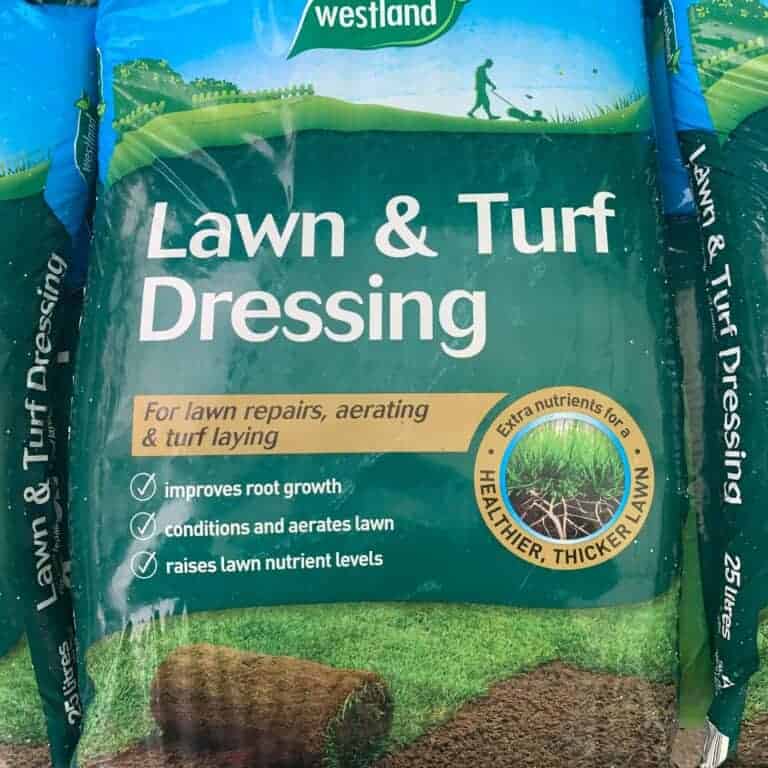 westland
Lawn & Turf
Dressing
For lawn repairs, aerating
& turf laying
improves root growth
conditions and aerates lawn
raises lawn nutrient levels
Extra nutrients for a
HEALTHIER, THICKER LAWN
westland
Lawn & Turf Dressing
25 litres
Lawn & Turf Dressing
25 litres